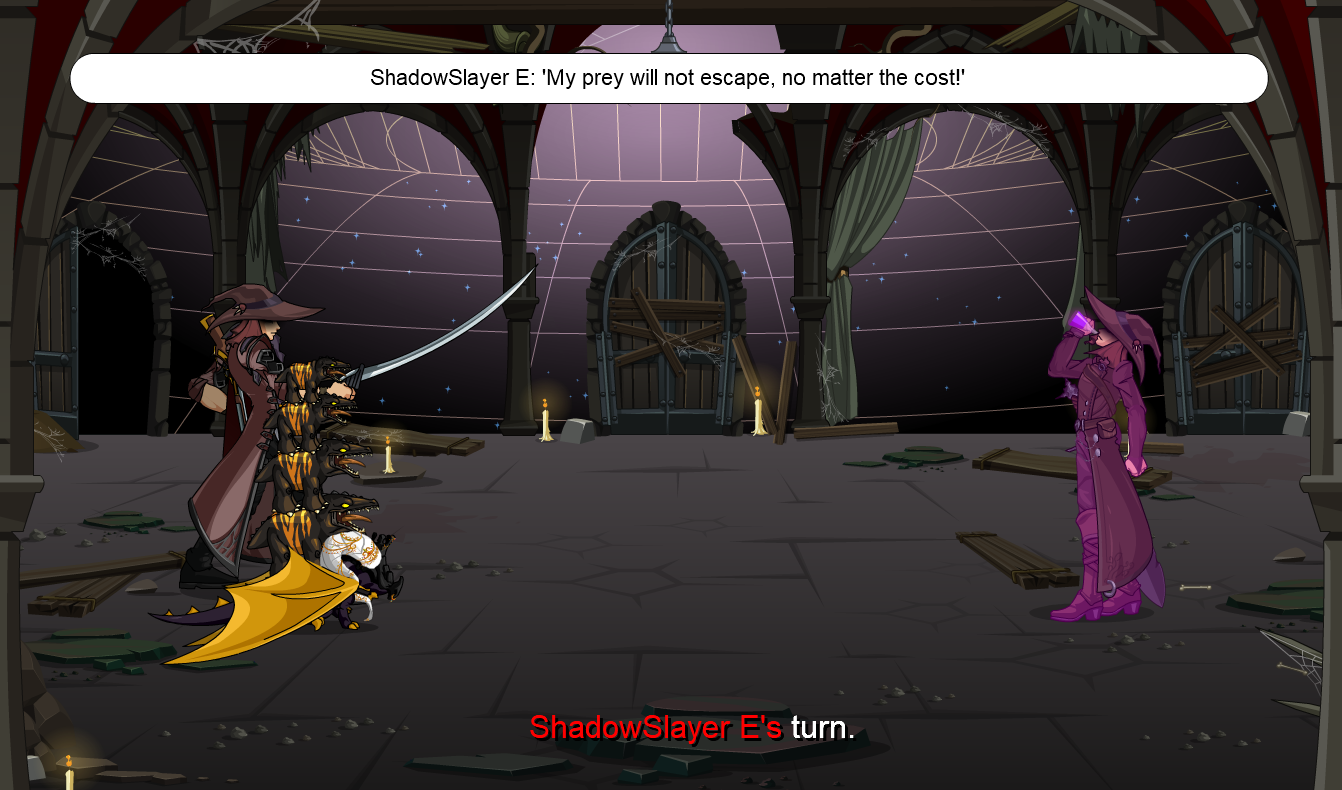 ShadowSlayer E: 'My prey will not escape, no matter the cost!'
ShadowSlayer E's turn.